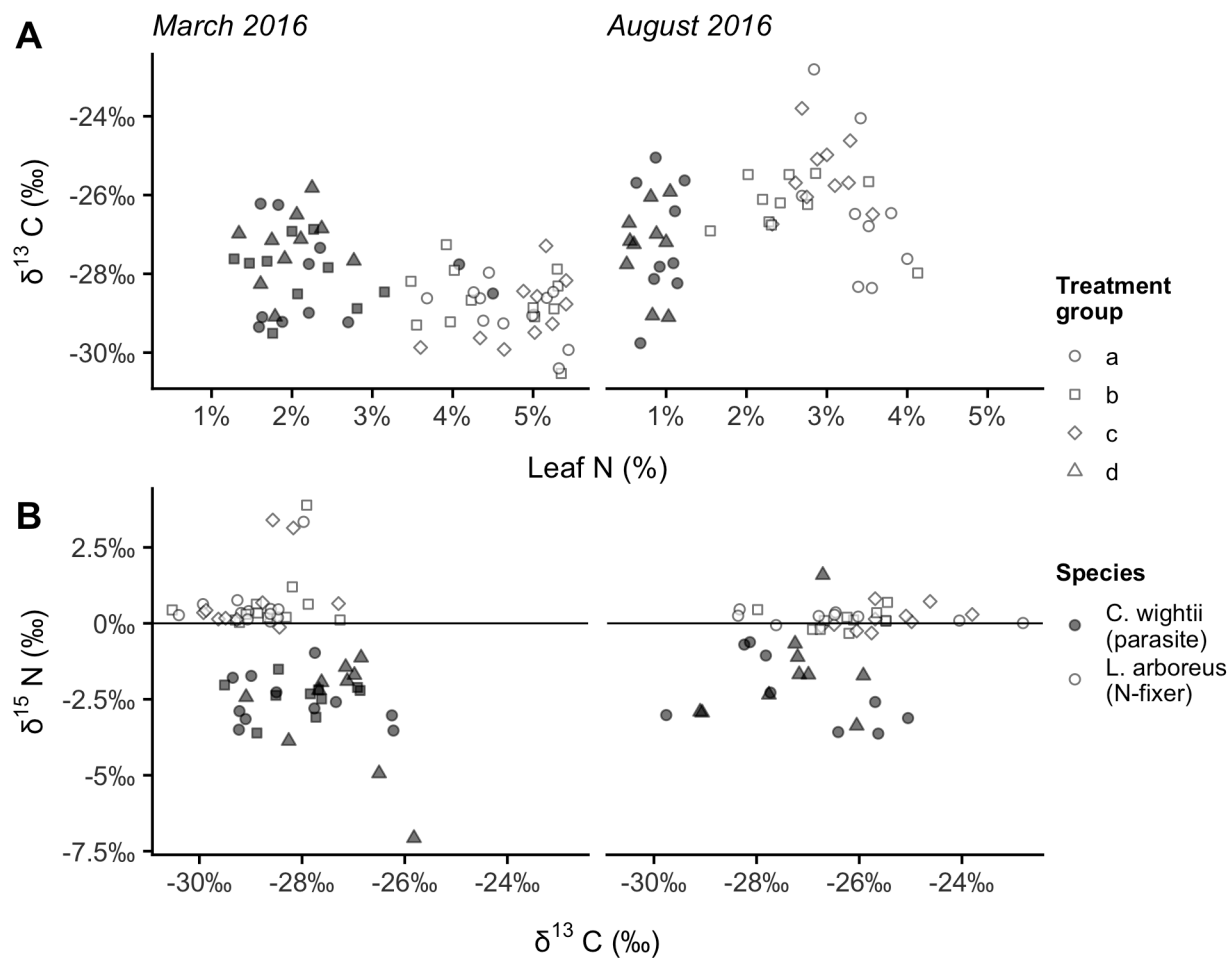 A
March 2016
August 2016
-24‰
-26‰
-28‰
-30‰
δ13 C (‰)
1% 2% 3% 4% 5%
1% 2% 3% 4% 5%
Leaf N (%)
Treatment
group
a
b
c
d
B
2.5‰
0‰
-2.5‰
-5‰
-7.5‰
δ15 N (‰)
-30‰ -28‰ -26‰ -24‰
-30‰ -28‰ -26‰ -24‰
δ13 C (‰)
Species
C. wightii
(parasite)
L. arboreus
(N-fixer)